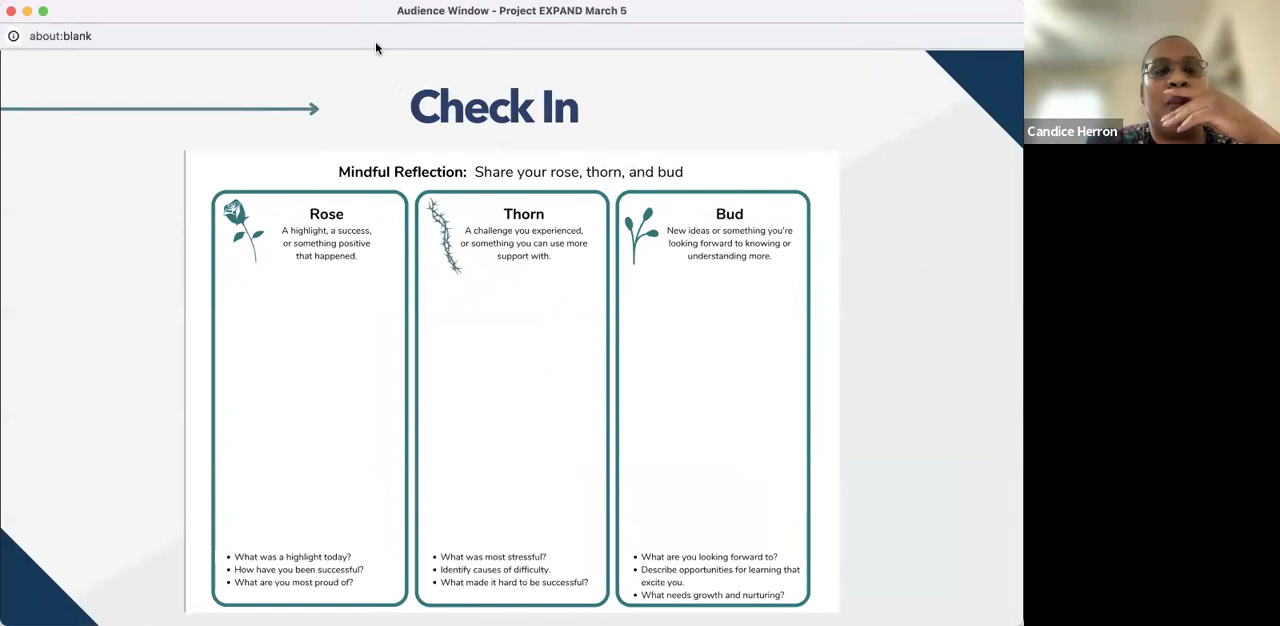 Audience Window - Project EXPAND March 5
about:blank
Check In
Candice Herron
Mindful Reflection: Share your rose, thorn, and bud
Rose
A highlight, a success,
or something positive
that happened.
• What was a highlight today?
• How have you been successful?
• What are you most proud of?
Thorn
A challenge you experienced,
or something you can use more
support with.
• What was most stressful?
• Identify causes of difficulty.
• What made it hard to be successful?
Bud
New ideas or something you're
looking forward to knowing or
understanding more.
• What are you looking forward to?
• Describe opportunities for learning that
excite you.
• What needs growth and nurturing?